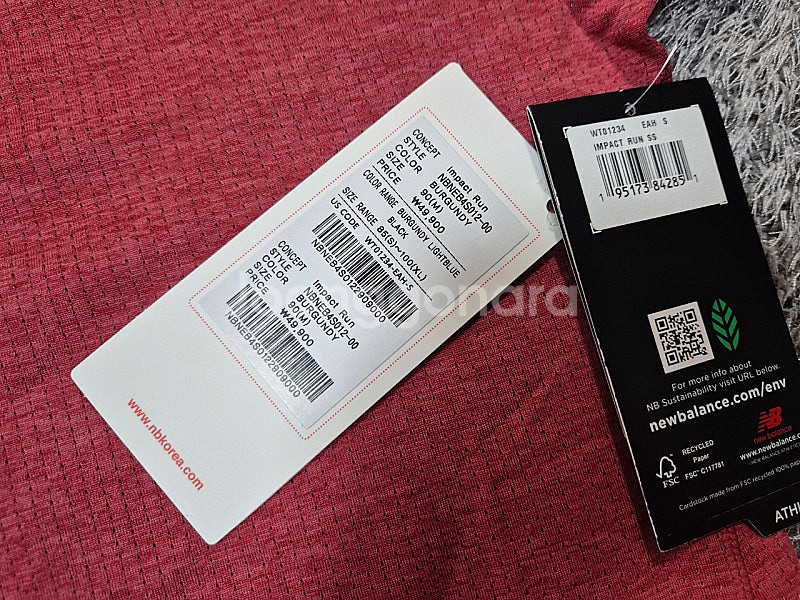 CONCEPT Impact Run
STYLE NBNEB4S012-00
COLOR BURGUNDY
SIZE 90(M)
PRICE ₩49,900
COLOR RANGE BURGUNDY LIGHTBLUE
BLACK
SIZE RANGE 85(S)~100(XL)
US CODE WT01234-EAH-S
NBNEB4S0122909000
CONCEPT Impact Run
STYLE NBNEB4S012-00
COLOR BURGUNDY
SIZE 90(M)
PRICE ₩49,900
NBNEB4S0122909000
www.nbkorea.com
WT01234 EAH S
IMPACT RUN SS
1 95173 84285 1
For more info about
NB Sustainability visit URL below.
newbalance.com/env
new balance
RECYCLED
Paper
FSC FSC® C117781
www.newbalance.
Cardstock made from FSC recycled 100% pap
ATH